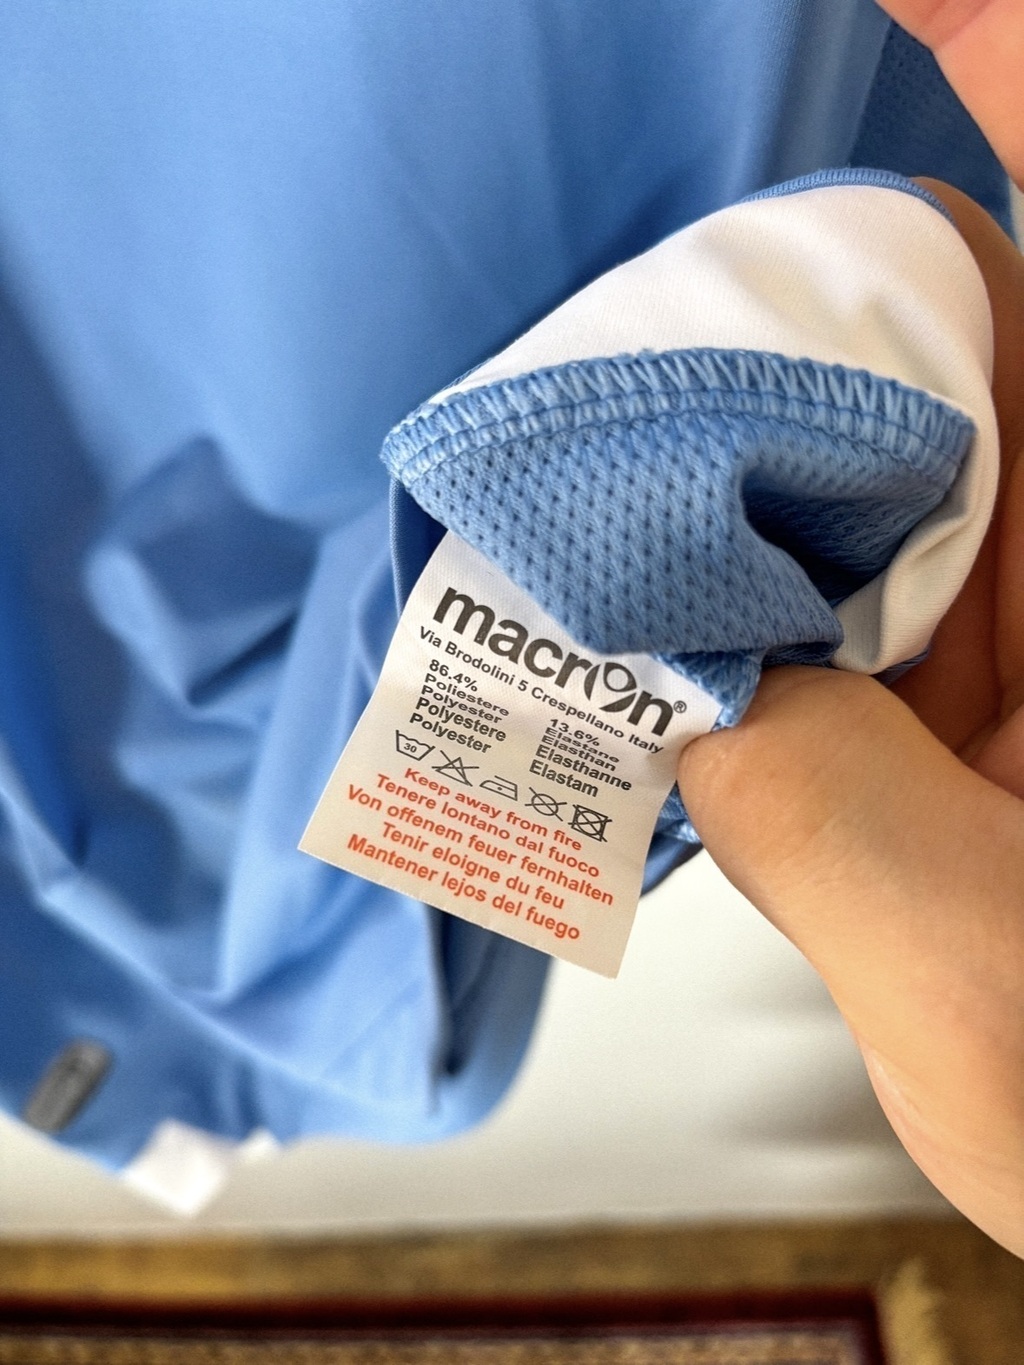 macron®
Via Brodolini 5 Crespellano Italy
86.4%
Poliestere
Polyester
Polyestere
Polyester
13.6%
Elastane
Elasthan
Elasthanne
Elastam
30
Keep away from fire
Tenere lontano dal fuoco
Von offenem feuer fernhalten
Tenir eloigne du feu
Mantener lejos del fuego